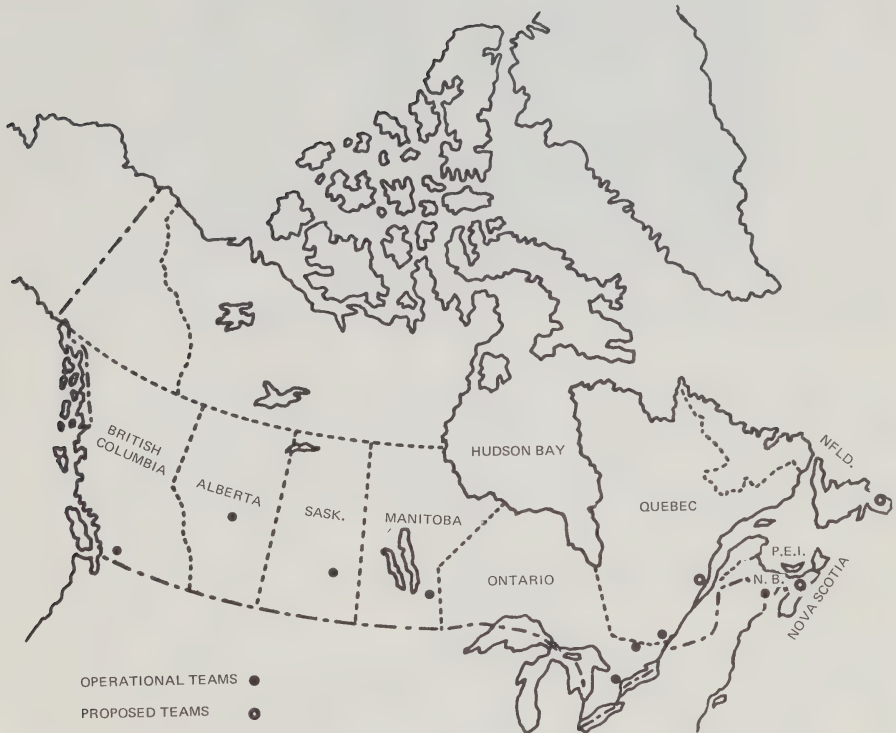 BRITISH
COLUMBIA
ALBERTA
SASK.
MANITOBA
HUDSON BAY
ONTARIO
QUEBEC
NFLD.
P.E.I.
N. B.
NOVA SCOTIA
OPERATIONAL TEAMS
PROPOSED TEAMS